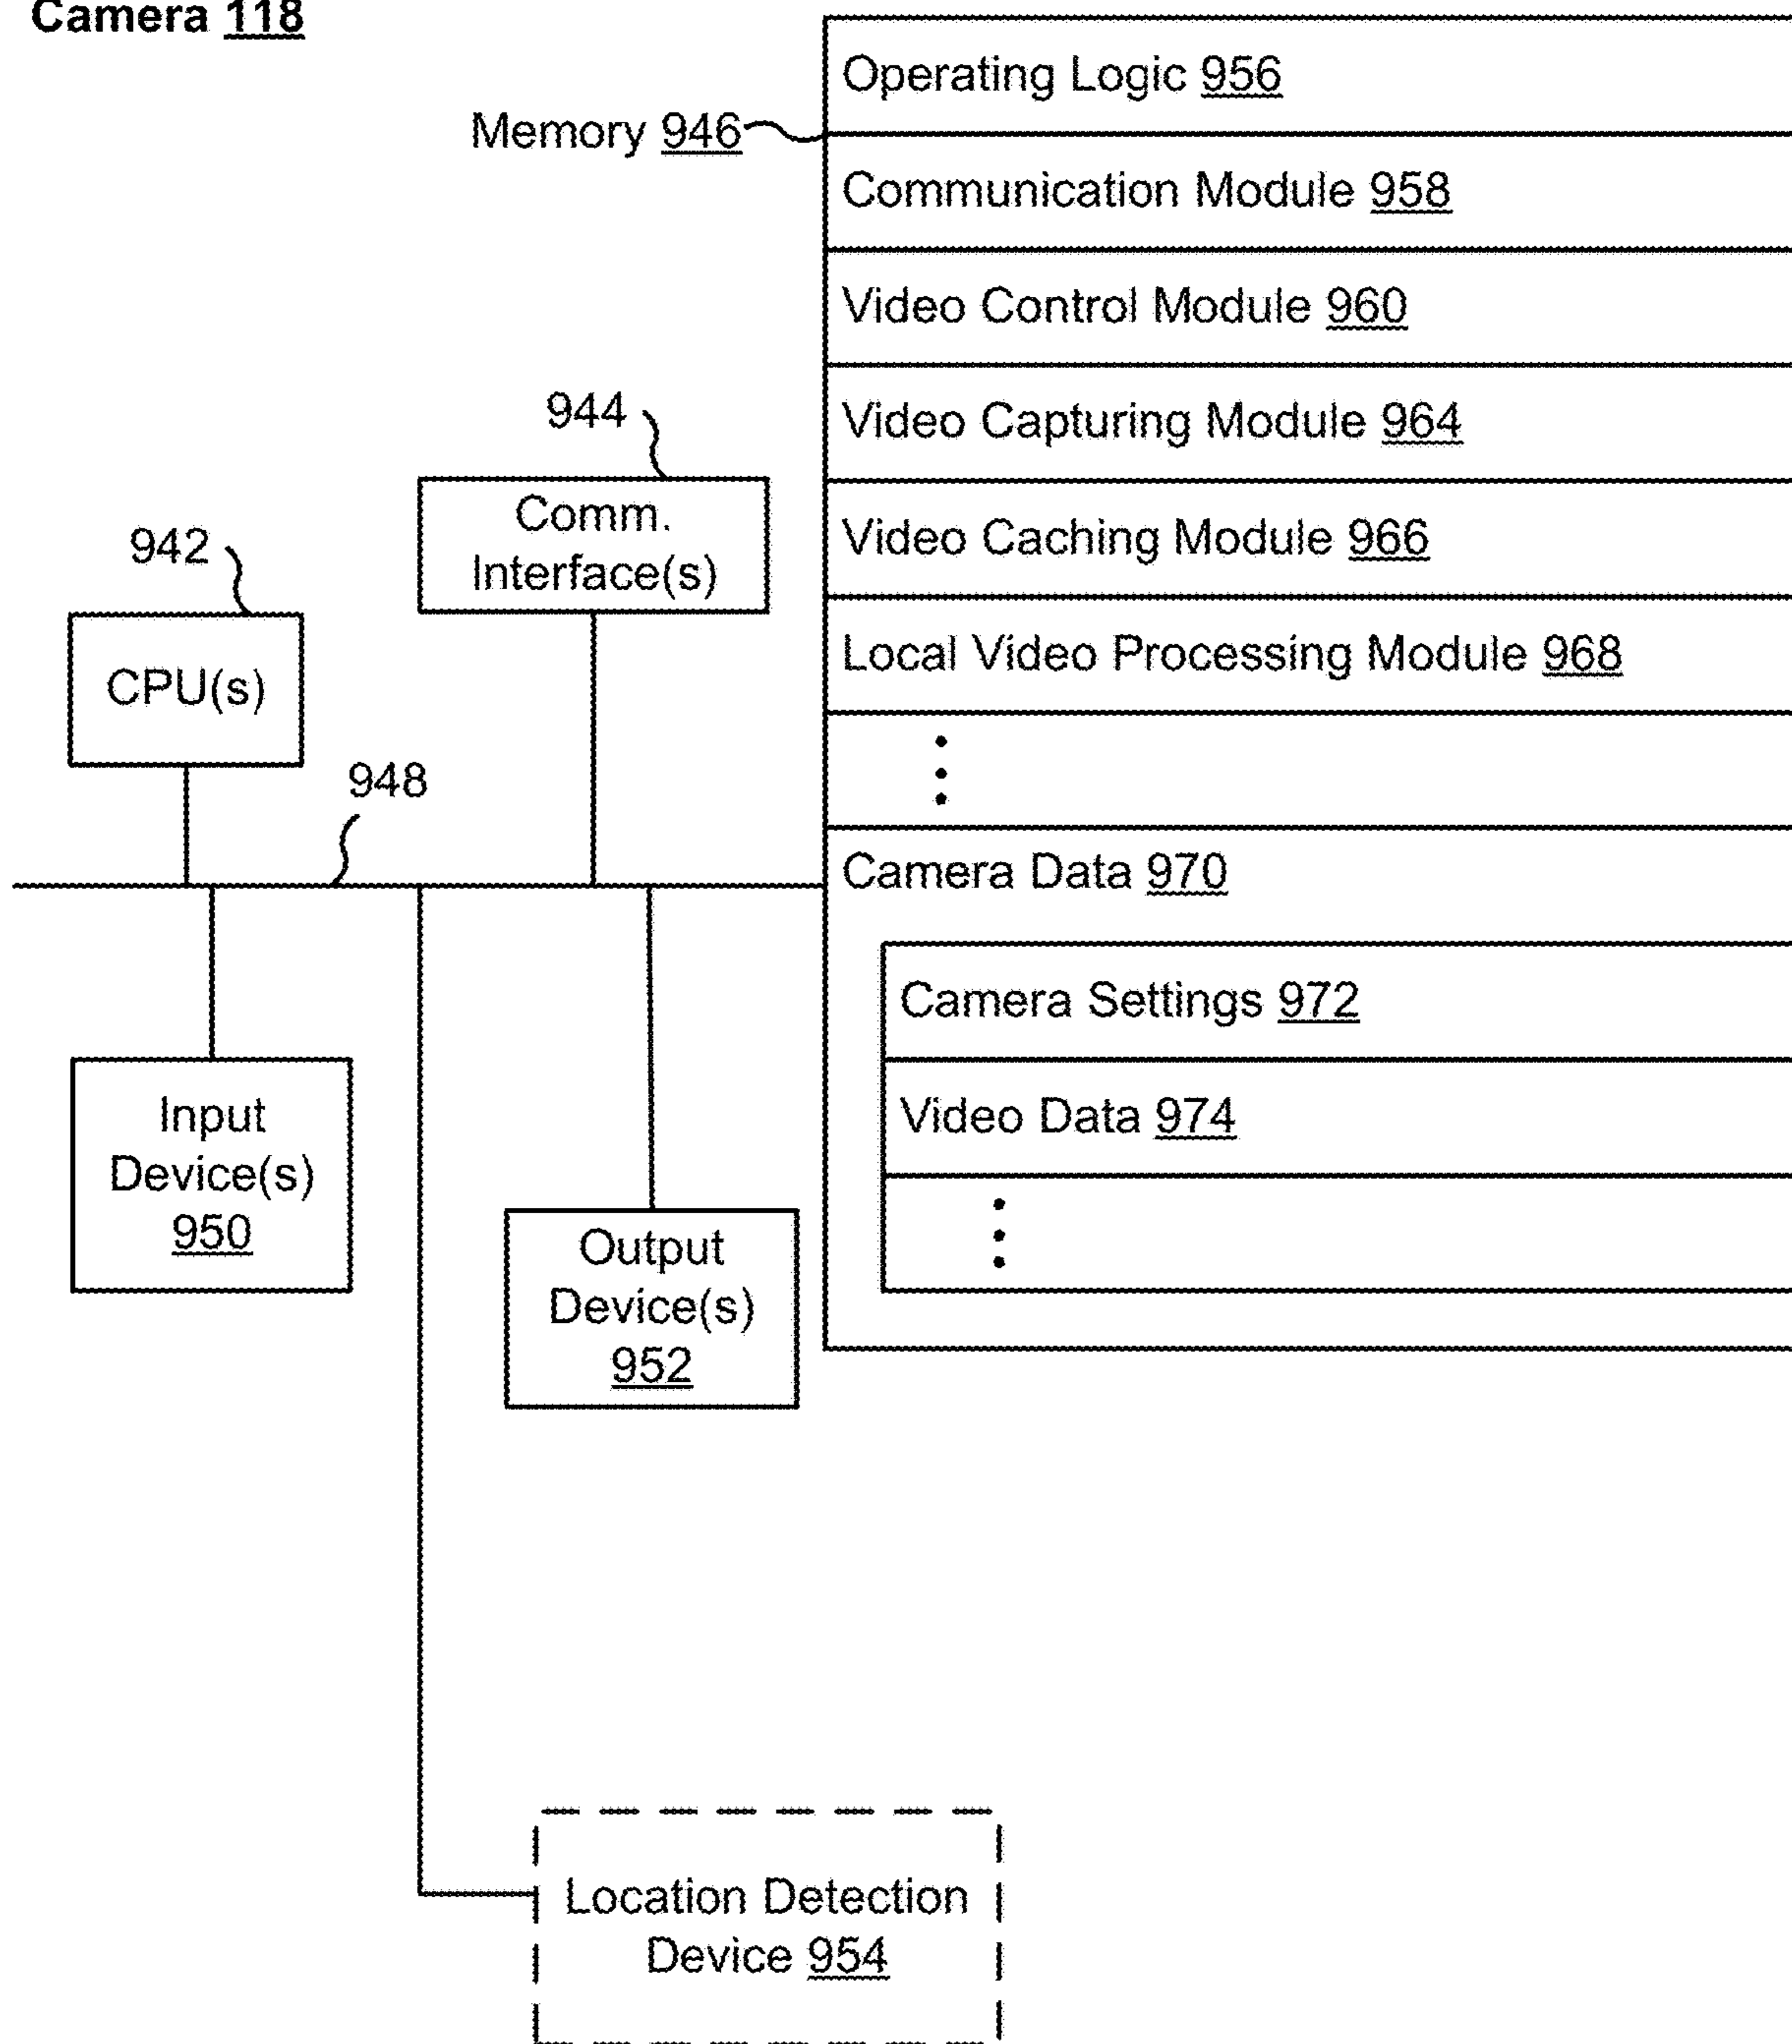 Camera 118
Operating Logic 956
Memory 946
Communication Module 958
Video Control Module 960
944
Video Capturing Module 964
Comm.
Interface(s)
942
Video Caching Module 966
CPU(s)
Local Video Processing Module 968
948
Camera Data 970
Camera Settings 972
Input
Device(s)
950
Video Data 974
Output
Device(s)
952
Location Detection
Device 954